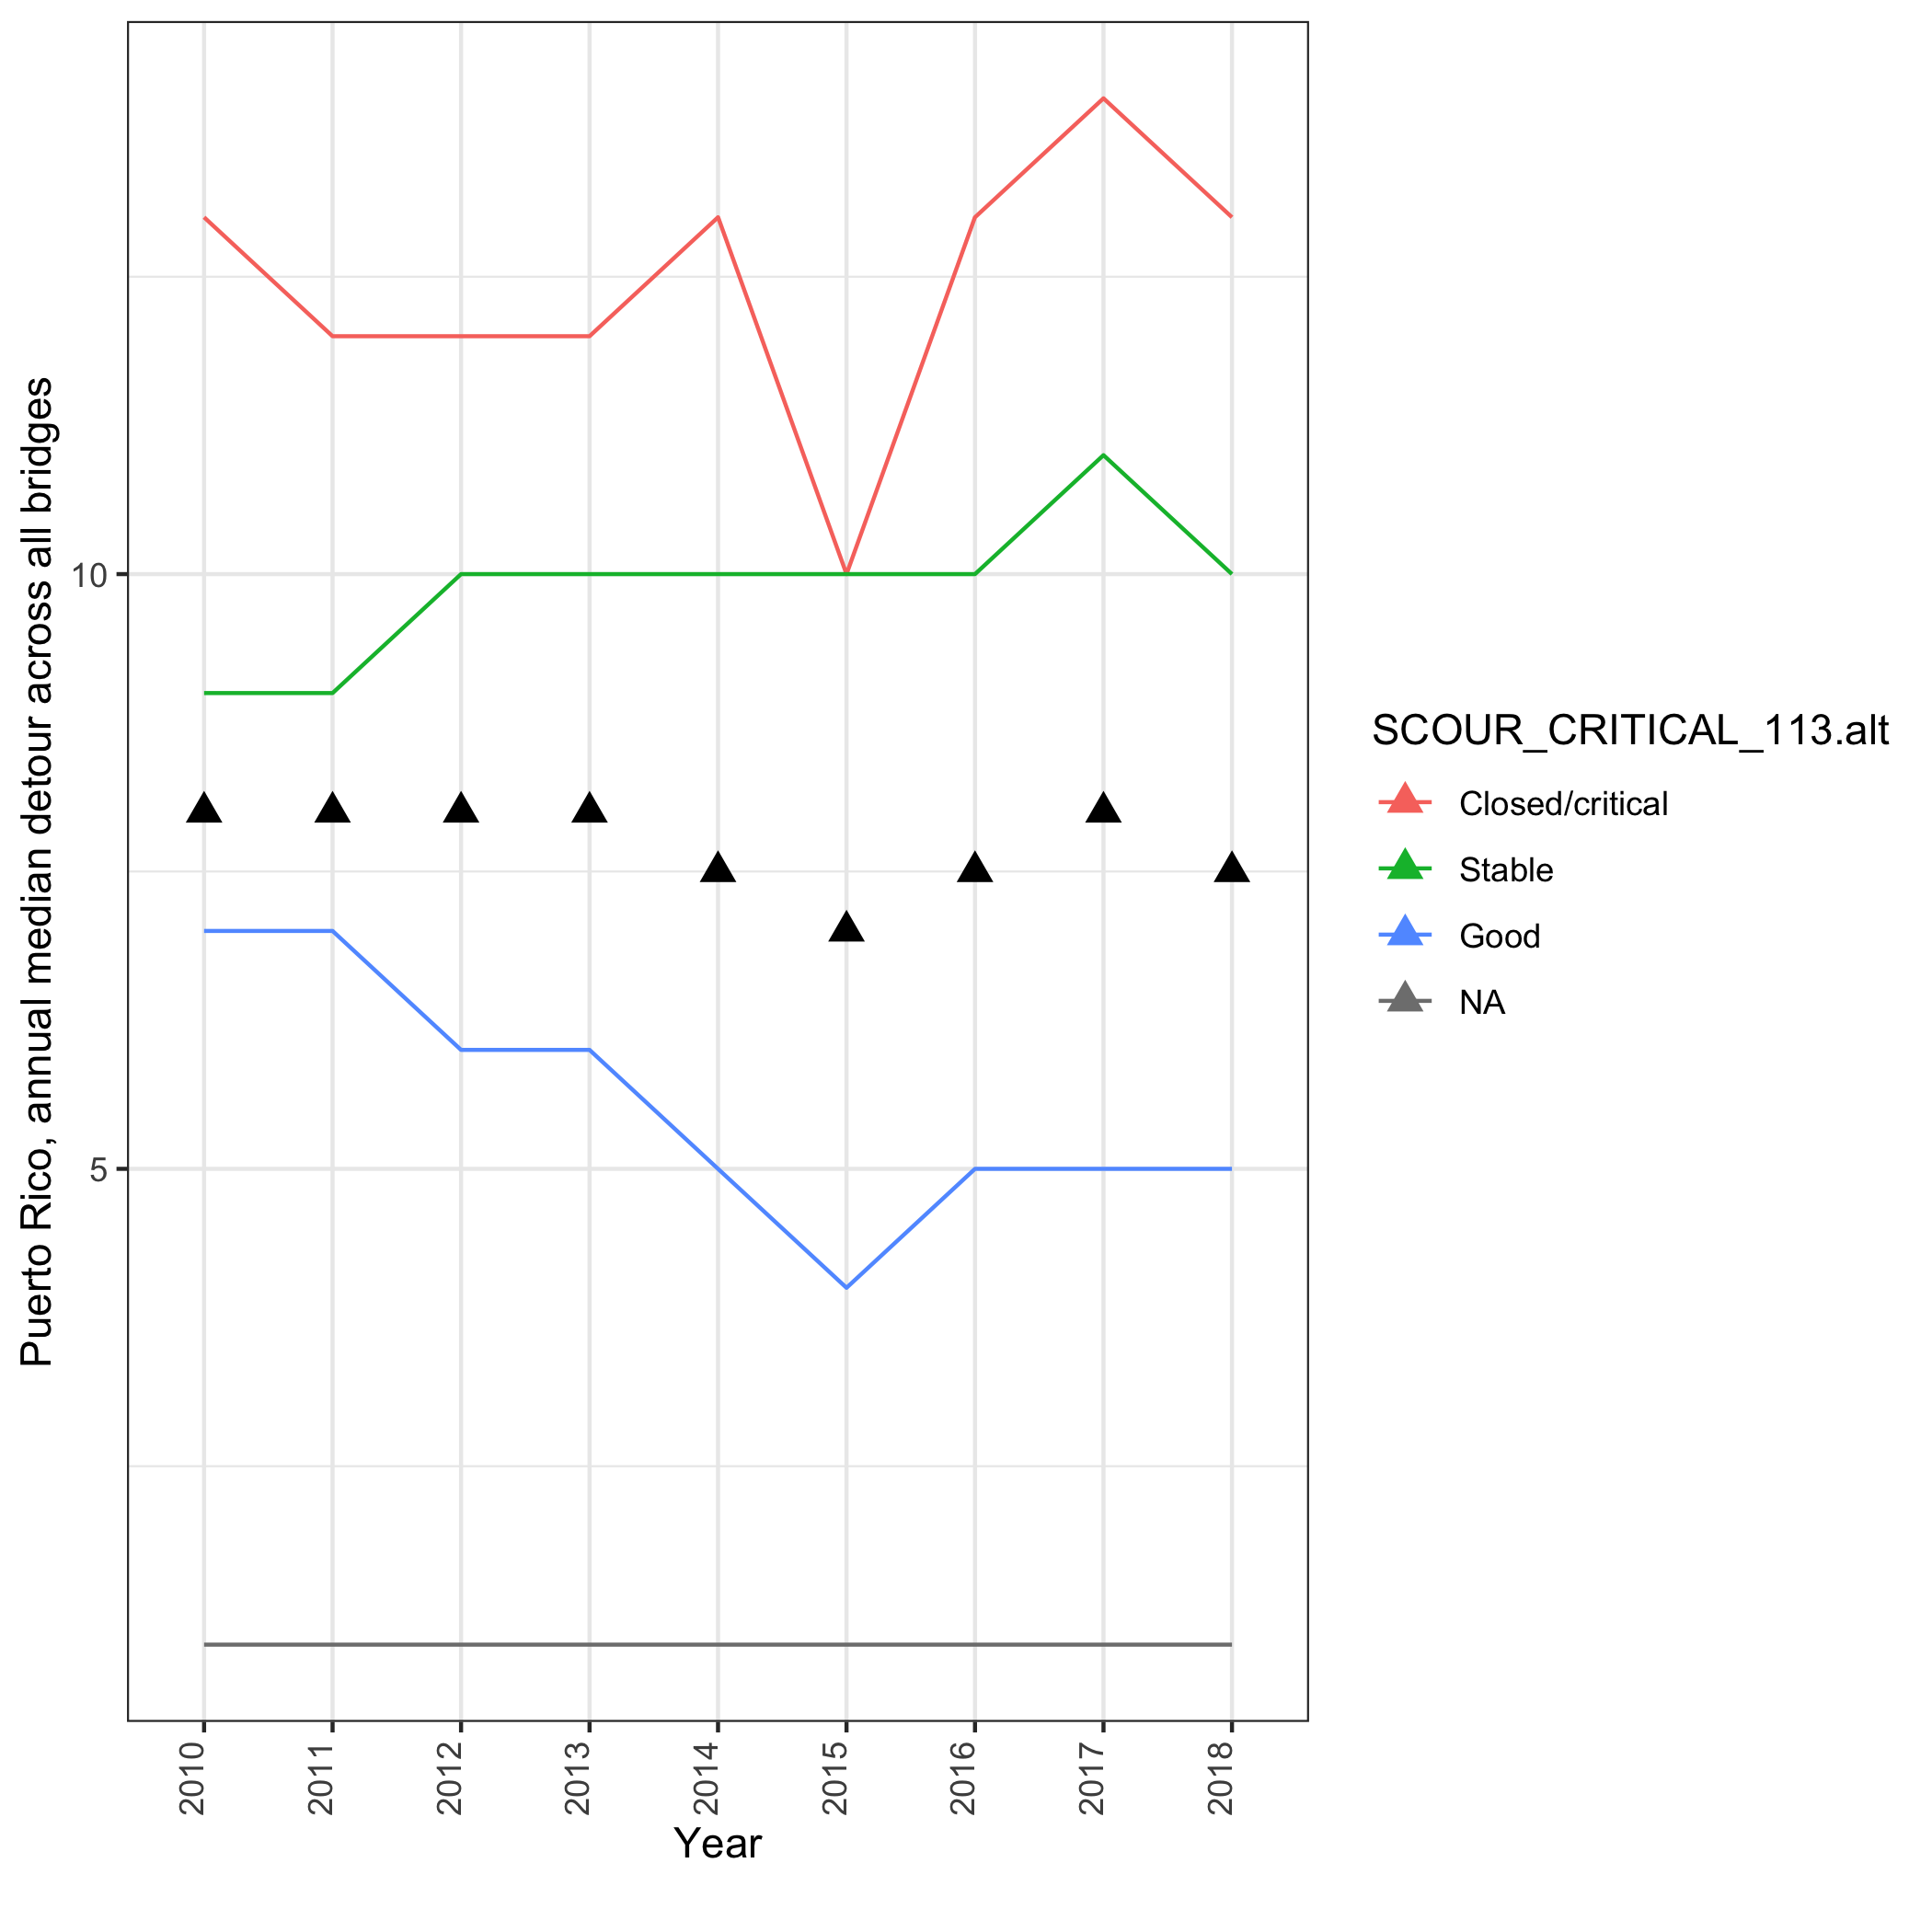 Puerto Rico, annual median detour across all bridges
10
5
2010
2011
2012
2013
2014
2015
2016
2017
2018
Year
SCOUR_CRITICAL_113.alt
Closed/critical
Stable
Good
NA